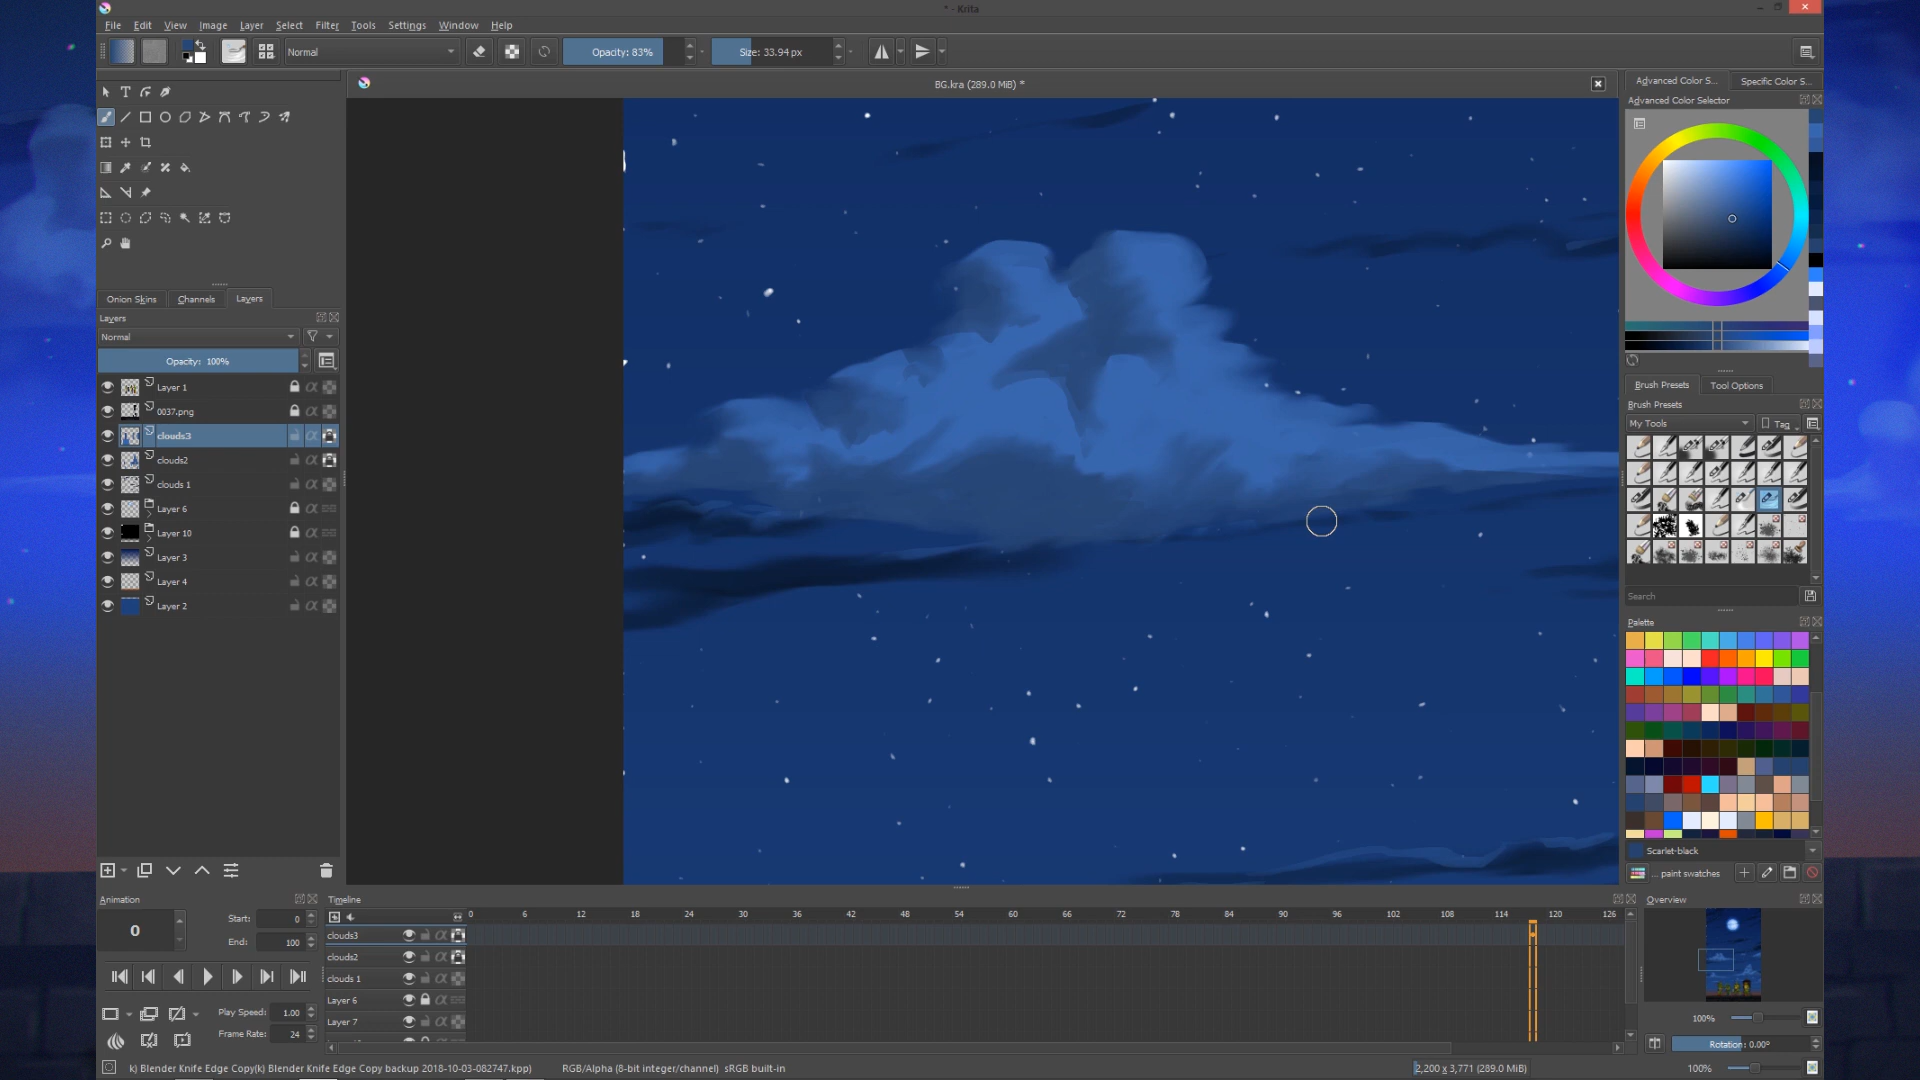 * - Krita
File Edit View Image Layer Select Filter Tools Settings Window Help
Normal
Opacity: 83%
Size: 33.94 px
BG.kra (289.0 MiB) *
Advanced Color S...
Specific Color S...
Advanced Color Selector
Onion Skins
Channels
Layers
Layers
Normal
Opacity: 100%
Layer 1
0037.png
clouds3
clouds2
clouds 1
Layer 6
Layer 10
Layer 3
Layer 4
Layer 2
Brush Presets
Tool Options
Brush Presets
My Tools
Tag
Search
Palette
Scarlet-black
... paint swatches
Animation
0
Start: 0
End: 100
Play Speed: 1.00
Frame Rate: 24
Timeline
0 6 12 18 24 30 36 42 48 54 60 66 72 78 84 90 96 102 108 114 120 126
clouds3
clouds2
clouds 1
Layer 6
Layer 7
Overview
100%
Rotation: 0.00°
100%
k) Blender Knife Edge Copy(k) Blender Knife Edge Copy backup 2018-10-03-082747.kpp)
RGB/Alpha (8-bit integer/channel) sRGB built-in
2,200 x 3,771 (289.0 MiB)